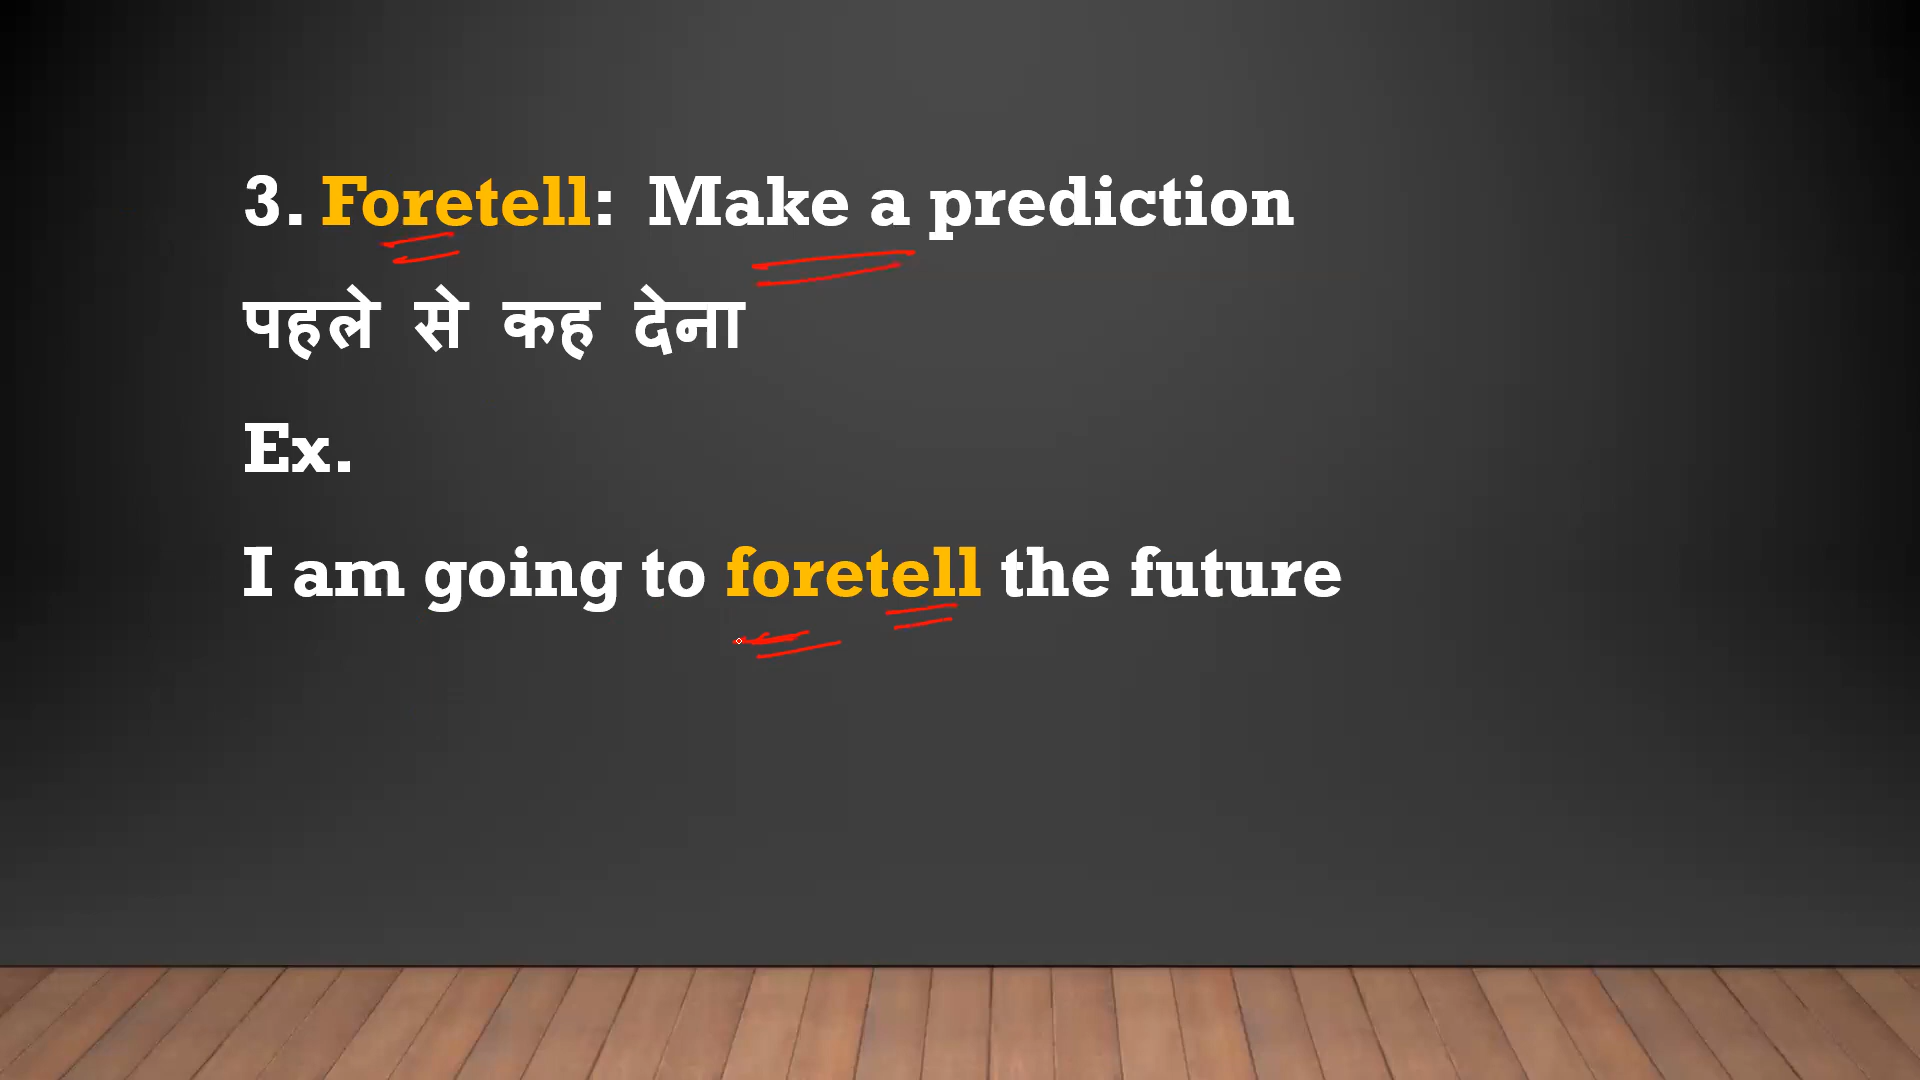 3. Foretell: Make a prediction
पहले से कह देना
Ex.
I am going to foretell the future